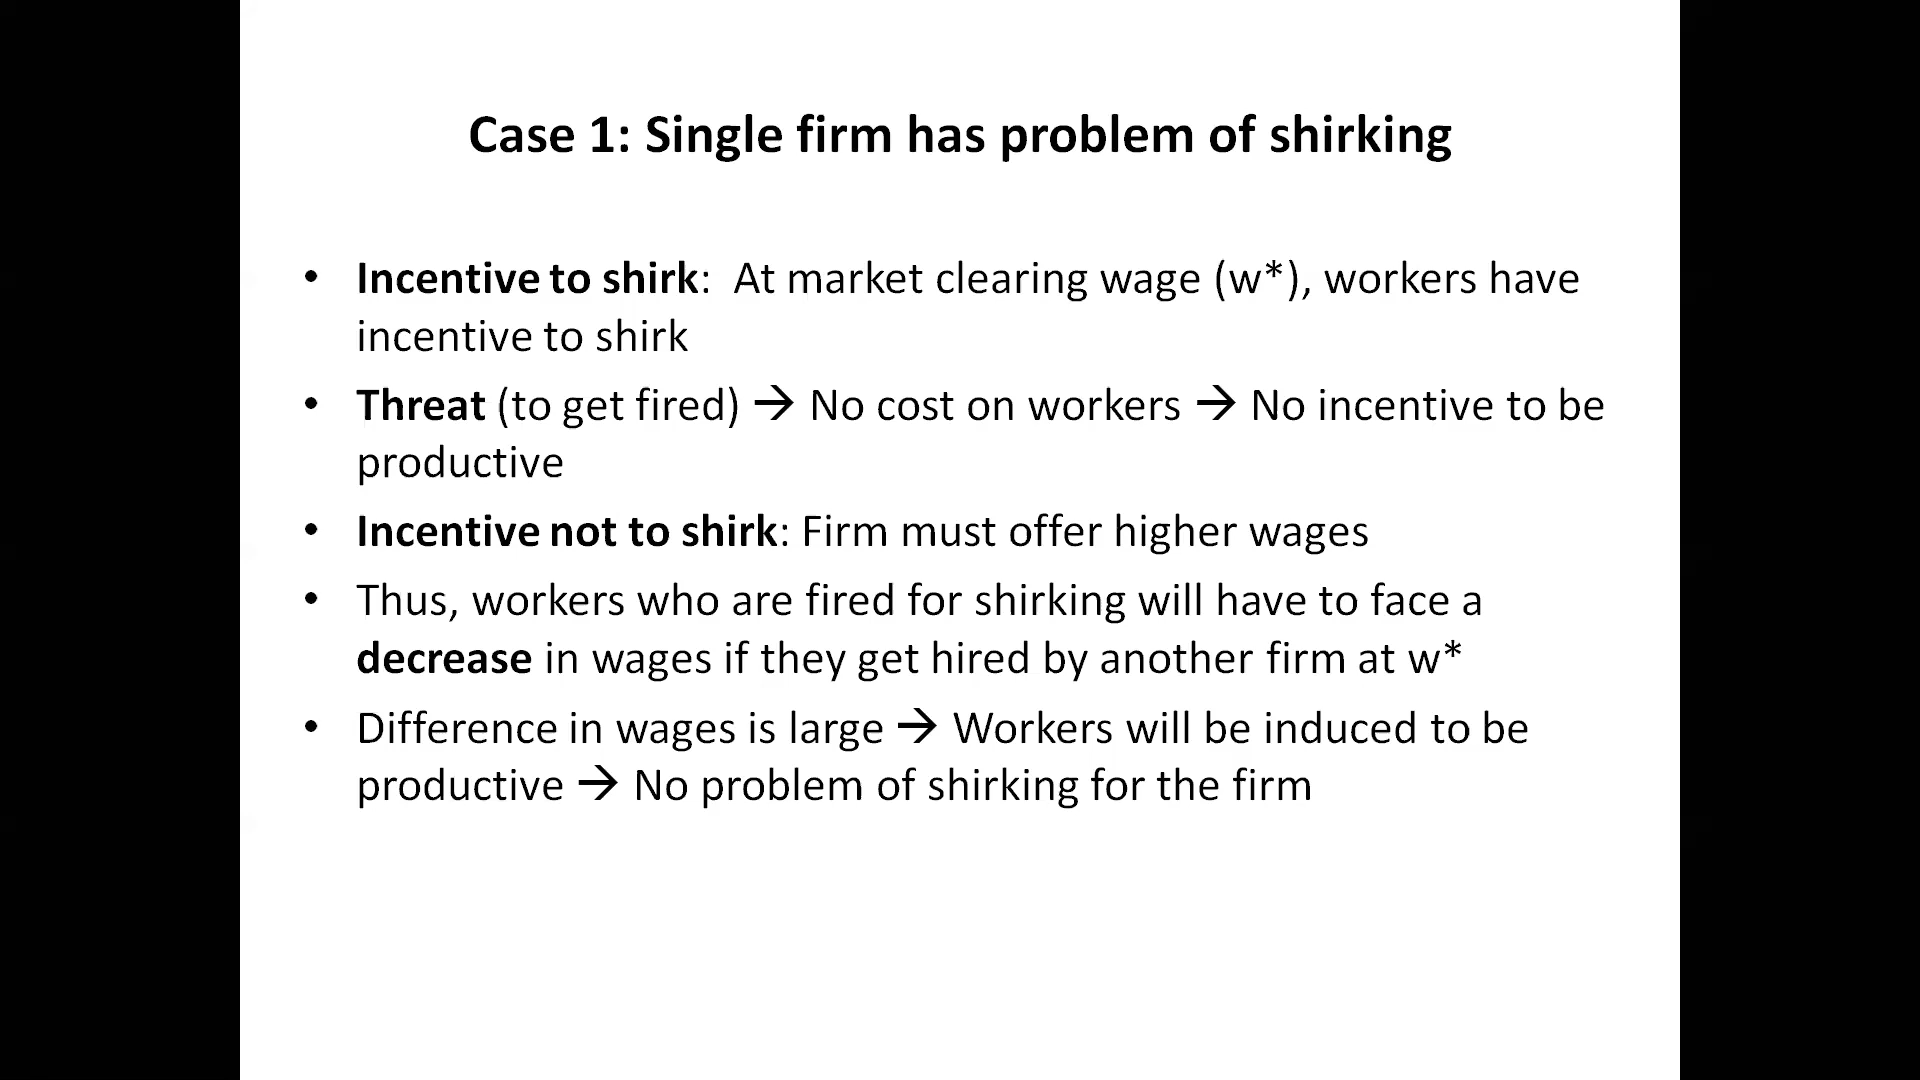 Case 1: Single firm has problem of shirking
• Incentive to shirk:  At market clearing wage (w*), workers have
incentive to shirk
• Threat (to get fired) → No cost on workers → No incentive to be
productive
• Incentive not to shirk: Firm must offer higher wages
• Thus, workers who are fired for shirking will have to face a
decrease in wages if they get hired by another firm at w*
• Difference in wages is large → Workers will be induced to be
productive → No problem of shirking for the firm